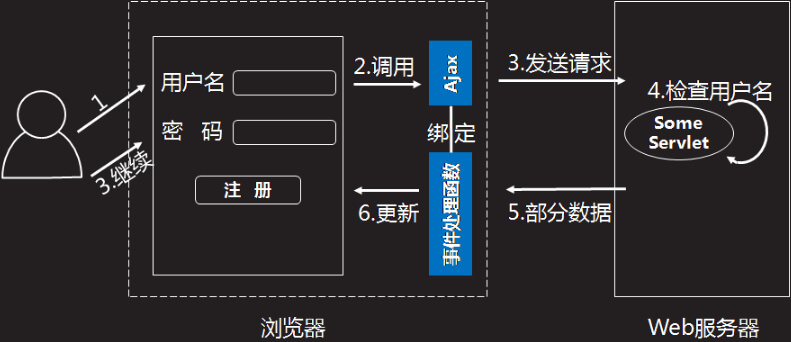 1
用户名
密 码
3.继续
注 册
2.调用
Ajax
绑 定
事件处理函数
6.更新
3.发送请求
4.检查用户名
Some
Servlet
5.部分数据
浏览器
Web服务器